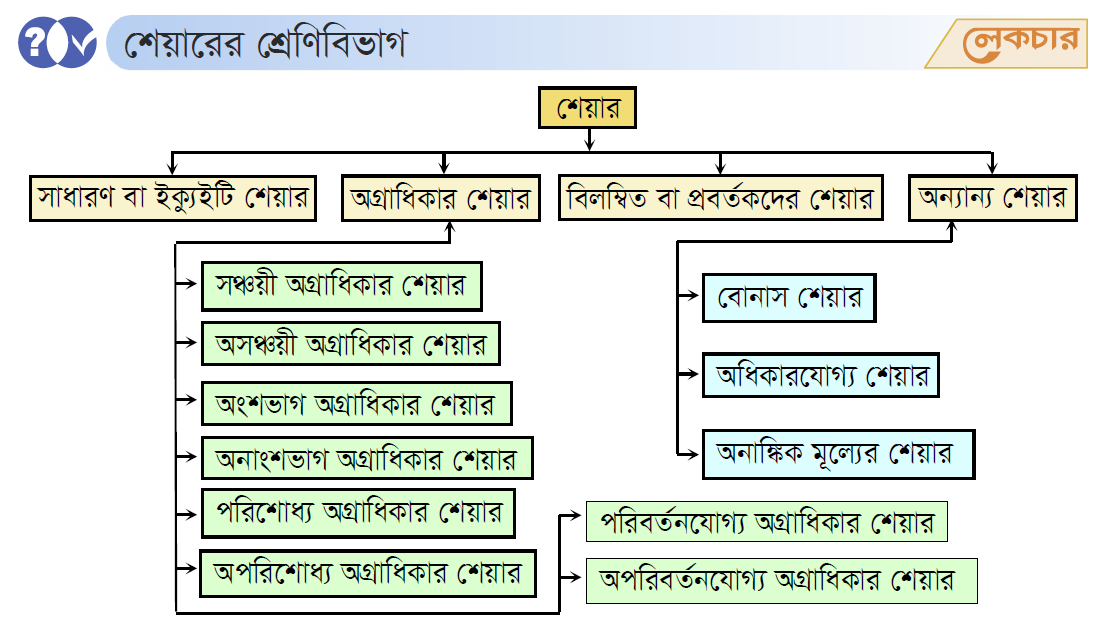 ?
শেয়ারের শ্রেণিবিভাগ
লেকচার
শেয়ার
সাধারণ বা ইক্যুইটি শেয়ার
অগ্রাধিকার শেয়ার
বিলম্বিত বা প্রবর্তকদের শেয়ার
অন্যান্য শেয়ার
সঞ্চয়ী অগ্রাধিকার শেয়ার
অসঞ্চয়ী অগ্রাধিকার শেয়ার
অংশভাগ অগ্রাধিকার শেয়ার
অনাংশভাগ অগ্রাধিকার শেয়ার
পরিশোধ্য অগ্রাধিকার শেয়ার
অপরিশোধ্য অগ্রাধিকার শেয়ার
পরিবর্তনযোগ্য অগ্রাধিকার শেয়ার
অপরিবর্তনযোগ্য অগ্রাধিকার শেয়ার
বোনাস শেয়ার
অধিকারযোগ্য শেয়ার
অনাঙ্কিক মূল্যের শেয়ার